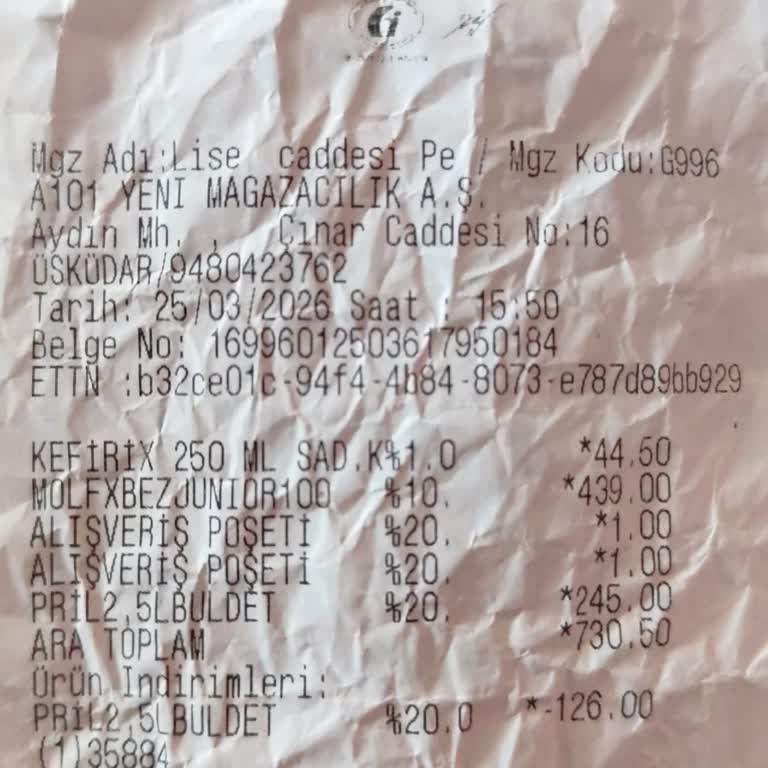 Mgz Adı:Lise caddesi Pe / Mgz Kodu:G996
A101 YENİ MAĞAZACILIK A.Ş.
Aydın Mh. , Çınar Caddesi No:16
ÜSKÜDAR/9480423762
Tarih: 25/03/2026 Saat : 15:50
Belge No: 16996012503617950184
ETTN :b32ce01c-94f4-4b84-8073-e787d89bb929
KEFİRİX 250 ML SAD.K%1.0 *44.50
MOLFXBEZJUNIOR100 %10. *439.00
ALIŞVERİŞ POŞETİ %20. *1.00
ALIŞVERİŞ POŞETİ %20. *1.00
PRİL2,5LBULDET %20. *245.00
ARA TOPLAM *730.50
Ürün İndirimleri:
PRİL2,5LBULDET %20.0 *-126.00
(1)35884